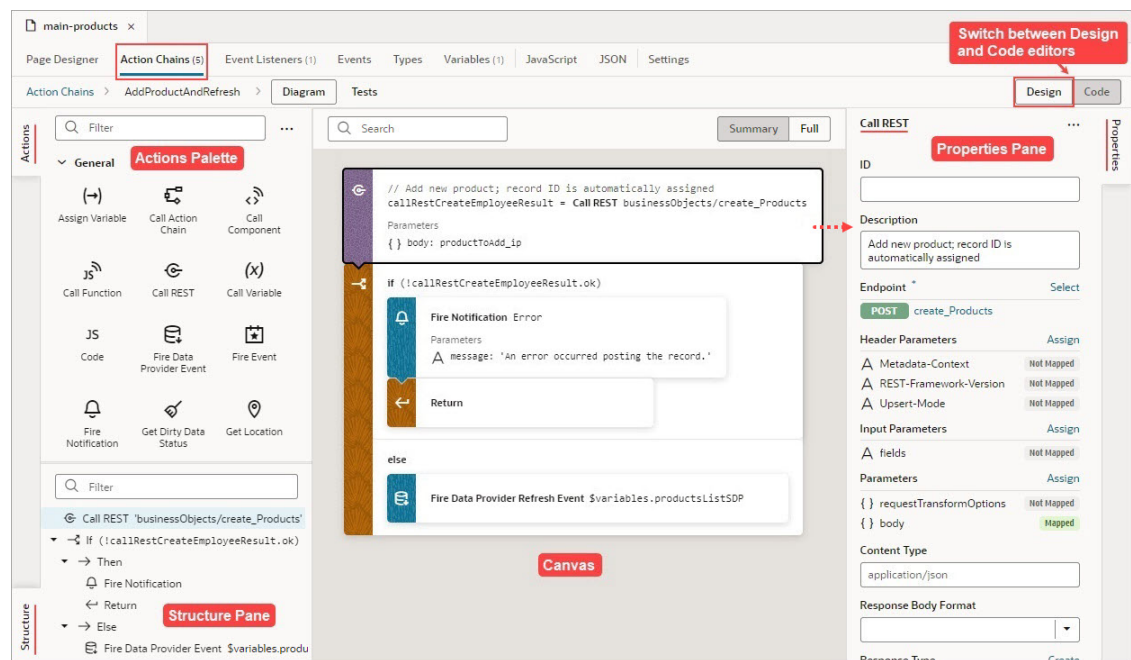 main-products ×
Switch between Design
and Code editors
Page Designer Action Chains (5) Event Listeners (1) Events Types Variables (1) JavaScript JSON Settings
Action Chains > AddProductAndRefresh > Diagram Tests
Design Code
Actions
Filter ...
Actions Palette
General
Assign Variable
Call Action
Chain
Call
Component
Call Function
Call REST
Call Variable
JS
Code
Fire Data
Provider Event
Fire Event
Fire
Notification
Get Dirty Data
Status
Get Location
Filter
Call REST 'businessObjects/create_Products'
If (!callRestCreateEmployeeResult.ok)
Then
Fire Notification
Return
Structure Pane
Else
Fire Data Provider Event $variables.produ
Structure
Search
Summary Full
// Add new product; record ID is automatically assigned
callRestCreateEmployeeResult = Call REST businessObjects/create_Products
Parameters
{ } body: productToAdd_ip
if (!callRestCreateEmployeeResult.ok)
Fire Notification Error
Parameters
A message: 'An error occurred posting the record.'
Return
else
Fire Data Provider Refresh Event $variables.productsListSDP
Canvas
Call REST ...
Properties Pane
Properties
ID
Description
Add new product; record ID is
automatically assigned
Endpoint * Select
POST create_Products
Header Parameters Assign
A Metadata-Context Not Mapped
A REST-Framework-Version Not Mapped
A Upsert-Mode Not Mapped
Input Parameters Assign
A fields Not Mapped
Parameters Assign
{ } requestTransformOptions Not Mapped
{ } body Mapped
Content Type
application/json
Response Body Format
Response Type Create